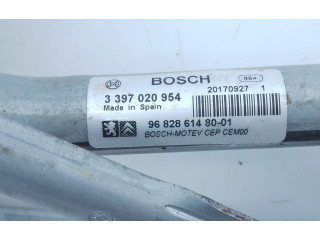 BOSCH 864
3 397 020 954 20170927 1
Made in Spain
96 828 614 80-01
BOSCH-MOTEV CEP CEM00